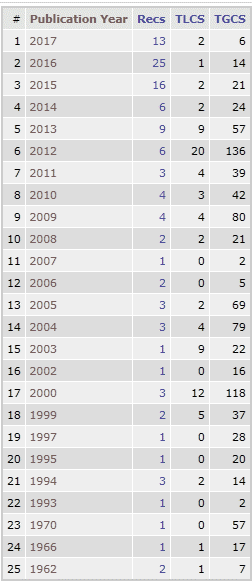 # Publication Year Recs TLCS TGCS
1 2017 13 2 6
2 2016 25 1 14
3 2015 16 2 21
4 2014 6 2 24
5 2013 9 9 57
6 2012 6 20 136
7 2011 3 4 39
8 2010 4 3 42
9 2009 4 4 80
10 2008 2 2 21
11 2007 1 0 2
12 2006 2 0 5
13 2005 3 2 69
14 2004 3 4 79
15 2003 1 9 22
16 2002 1 0 16
17 2000 3 12 118
18 1999 2 5 37
19 1997 1 0 28
20 1995 1 0 20
21 1994 3 2 14
22 1993 1 0 2
23 1970 1 0 57
24 1966 1 1 17
25 1962 2 1 7